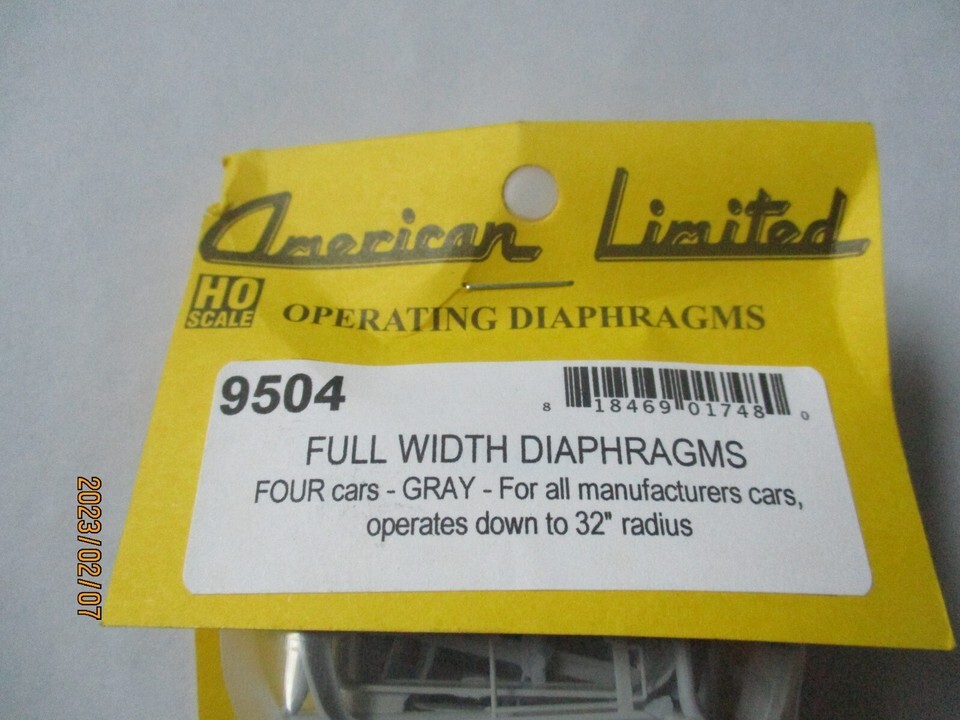 American Limited
HO
SCALE
OPERATING DIAPHRAGMS
9504
8 18469 01748 0
FULL WIDTH DIAPHRAGMS
FOUR cars - GRAY - For all manufacturers cars,
operates down to 32" radius
2023/02/07